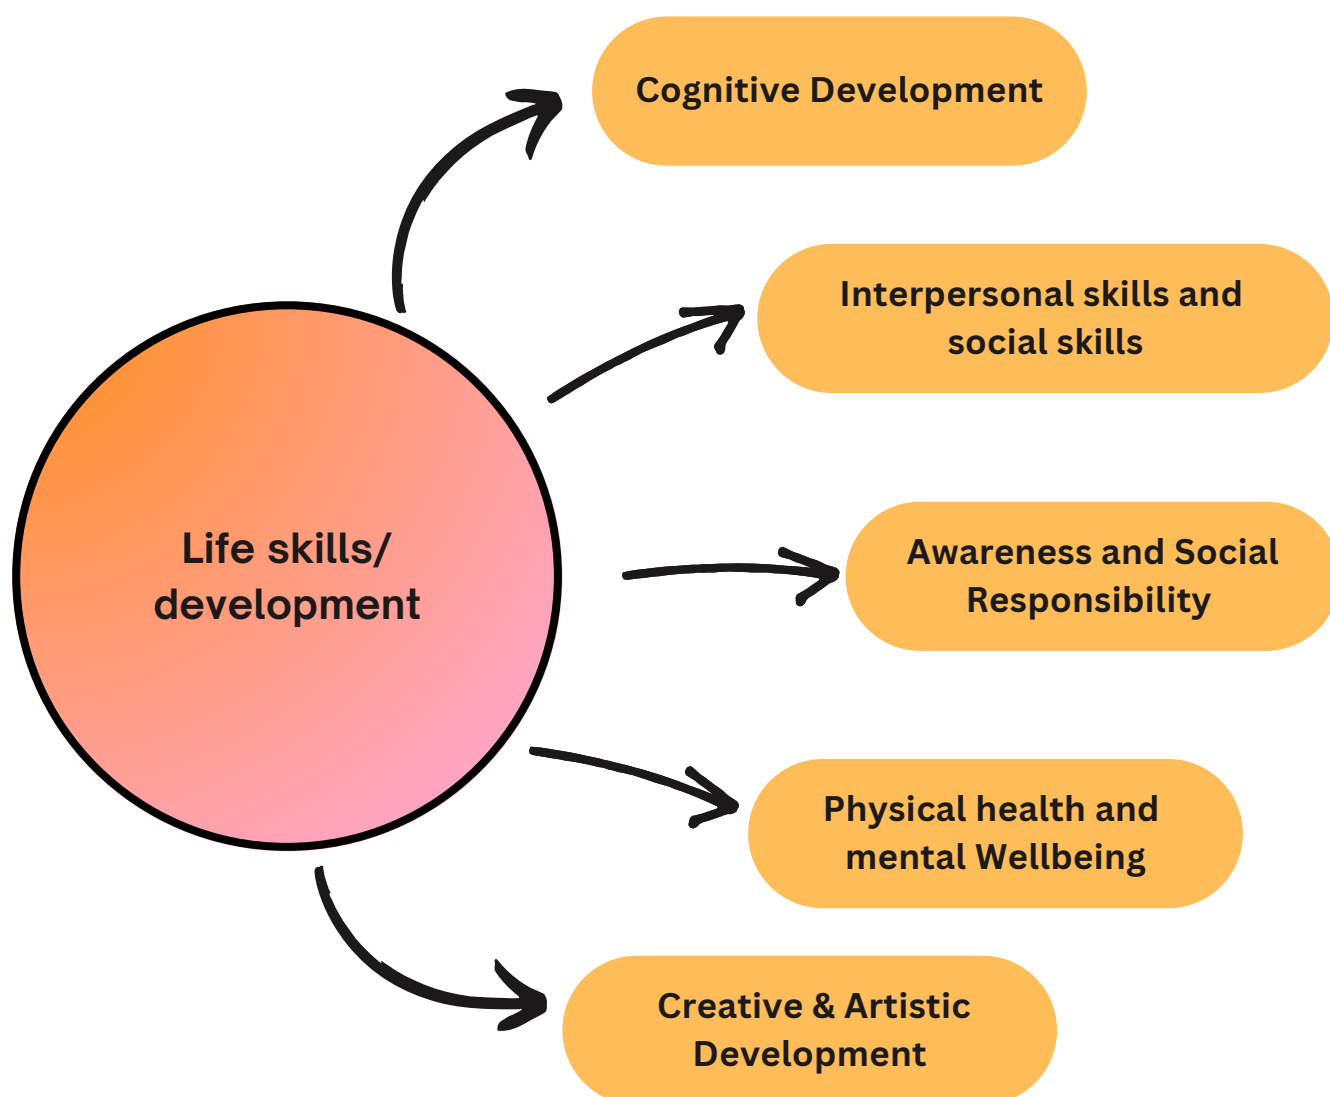 Cognitive Development
Interpersonal skills and
social skills
Life skills/
development
Awareness and Social
Responsibility
Physical health and
mental Wellbeing
Creative & Artistic
Development